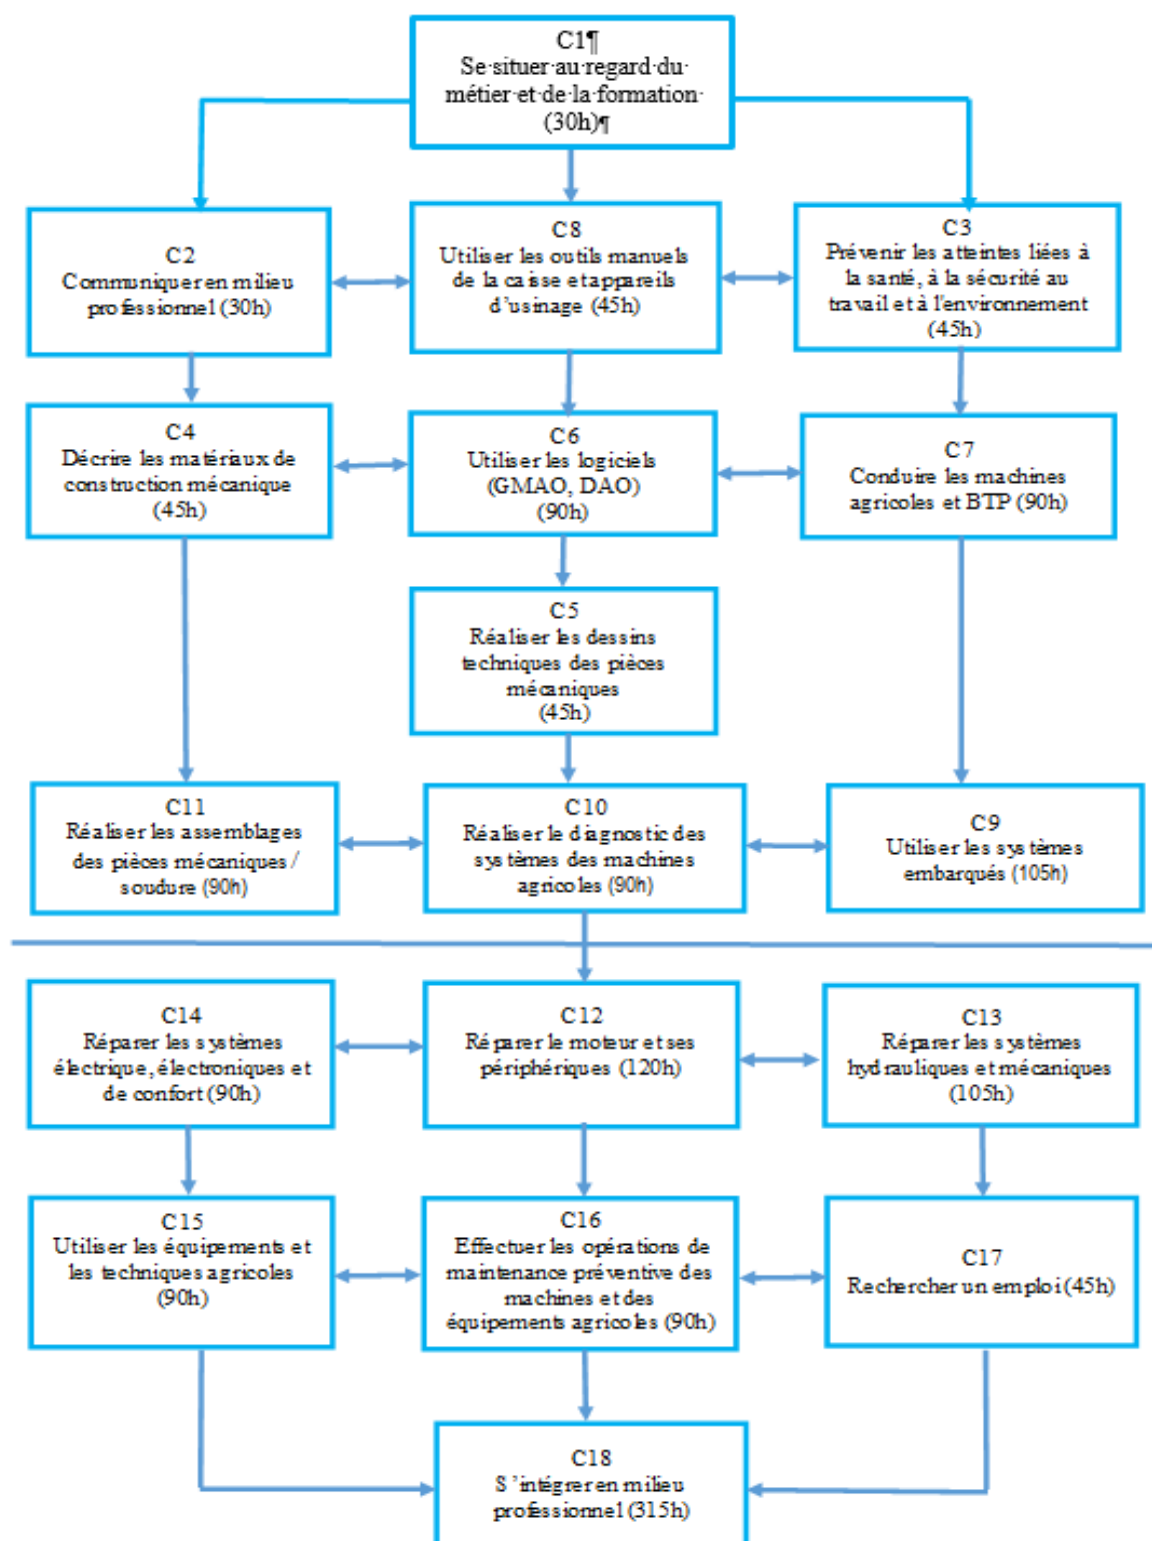 C1¶
Se·situer·au·regard·du·
métier·et·de·la·formation·
(30h)¶
C2
Communiquer en milieu
professionnel (30h)
C8
Utiliser les outils manuels
de la caisse et appareils
d’usinage (45h)
C3
Prévenir les atteintes liées à
la santé, à la sécurité au
travail et à l'environnement
(45h)
C4
Décrire les matériaux de
construction mécanique
(45h)
C6
Utiliser les logiciels
(GMAO, DAO)
(90h)
C7
Conduire les machines
agricoles et BTP (90h)
C5
Réaliser les dessins
techniques des pièces
mécaniques
(45h)
C11
Réaliser les assemblages
des pièces mécaniques /
soudure (90h)
C10
Réaliser le diagnostic des
systèmes des machines
agricoles (90h)
C9
Utiliser les systèmes
embarqués (105h)
C14
Réparer les systèmes
électrique, électroniques et
de confort (90h)
C12
Réparer le moteur et ses
périphériques (120h)
C13
Réparer les systèmes
hydrauliques et mécaniques
(105h)
C15
Utiliser les équipements et
les techniques agricoles
(90h)
C16
Effectuer les opérations de
maintenance préventive des
machines et des
équipements agricoles (90h)
C17
Rechercher un emploi (45h)
C18
S ’intégrer en milieu
professionnel (315h)